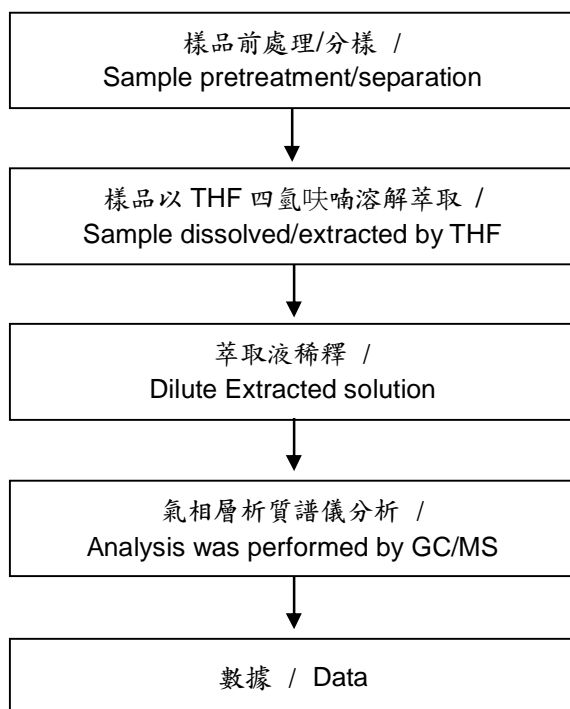 樣品前處理/分樣 /
Sample pretreatment/separation
樣品以 THF 四氫呋喃溶解萃取 /
Sample dissolved/extracted by THF
萃取液稀釋 /
Dilute Extracted solution
氣相層析質譜儀分析 /
Analysis was performed by GC/MS
數據 / Data